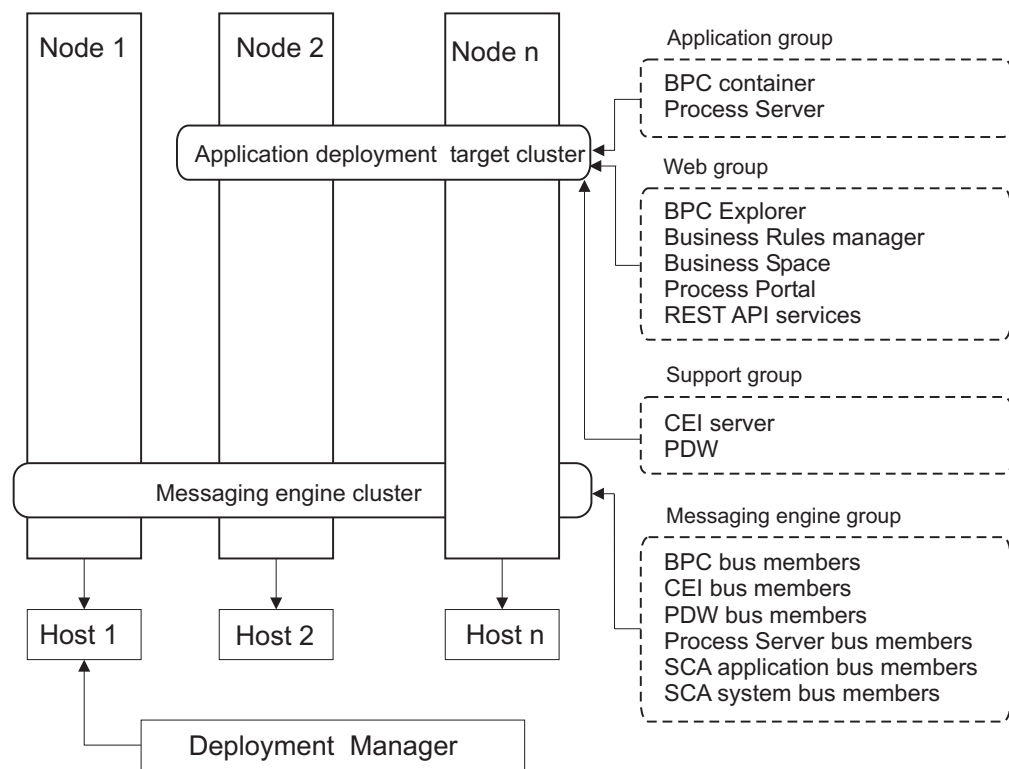 Node 1
Node 2
Node n
Application deployment target cluster
Messaging engine cluster
Host 1
Host 2
Host n
Deployment Manager
Application group
BPC container
Process Server
Web group
BPC Explorer
Business Rules manager
Business Space
Process Portal
REST API services
Support group
CEI server
PDW
Messaging engine group
BPC bus members
CEI bus members
PDW bus members
Process Server bus members
SCA application bus members
SCA system bus members